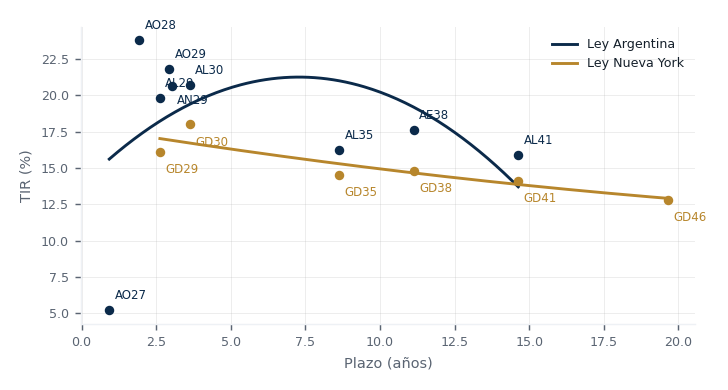 AO28
Ley Argentina
Ley Nueva York
AO29
AL30
AL29
AN29
AE38
GD30
AL35
AL41
GD29
GD35
GD38
GD41
GD46
AO27
TIR (%)
22.5
20.0
17.5
15.0
12.5
10.0
7.5
5.0
0.0 2.5 5.0 7.5 10.0 12.5 15.0 17.5 20.0
Plazo (años)